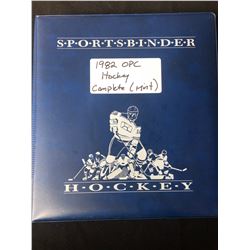 SPORTSBINDER
1982 OPC
Hockey
Complete (Mint)
HOCKEY